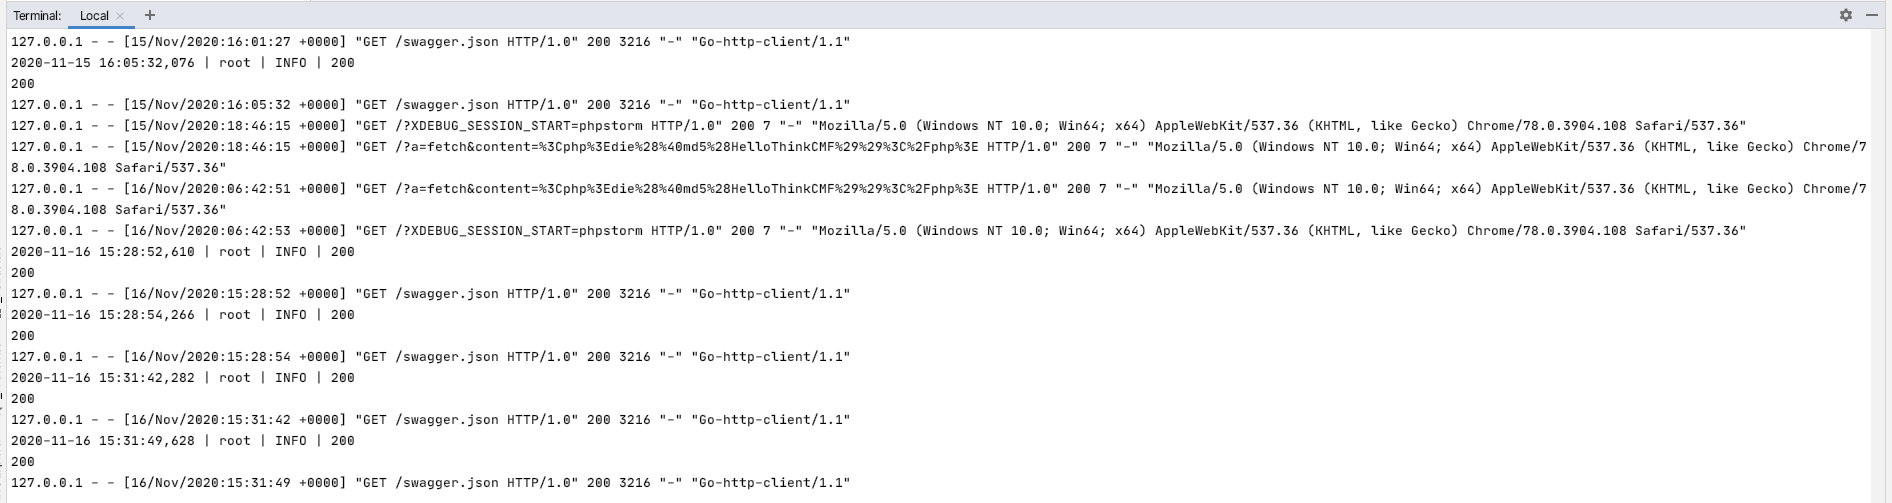 Terminal: Local × +
127.0.0.1 - - [15/Nov/2020:16:01:27 +0000] "GET /swagger.json HTTP/1.0" 200 3216 "-" "Go-http-client/1.1"
2020-11-15 16:05:32,076 | root | INFO | 200
200
127.0.0.1 - - [15/Nov/2020:16:05:32 +0000] "GET /swagger.json HTTP/1.0" 200 3216 "-" "Go-http-client/1.1"
127.0.0.1 - - [15/Nov/2020:18:46:15 +0000] "GET /?XDEBUG_SESSION_START=phpstorm HTTP/1.0" 200 7 "-" "Mozilla/5.0 (Windows NT 10.0; Win64; x64) AppleWebKit/537.36 (KHTML, like Gecko) Chrome/78.0.3904.108 Safari/537.36"
127.0.0.1 - - [15/Nov/2020:18:46:15 +0000] "GET /?a=fetch&content=%3Cphp%3Edie%28%40md5%28HelloThinkCMF%29%29%3C%2Fphp%3E HTTP/1.0" 200 7 "-" "Mozilla/5.0 (Windows NT 10.0; Win64; x64) AppleWebKit/537.36 (KHTML, like Gecko) Chrome/7
8.0.3904.108 Safari/537.36"
127.0.0.1 - - [16/Nov/2020:06:42:51 +0000] "GET /?a=fetch&content=%3Cphp%3Edie%28%40md5%28HelloThinkCMF%29%29%3C%2Fphp%3E HTTP/1.0" 200 7 "-" "Mozilla/5.0 (Windows NT 10.0; Win64; x64) AppleWebKit/537.36 (KHTML, like Gecko) Chrome/7
8.0.3904.108 Safari/537.36"
127.0.0.1 - - [16/Nov/2020:06:42:53 +0000] "GET /?XDEBUG_SESSION_START=phpstorm HTTP/1.0" 200 7 "-" "Mozilla/5.0 (Windows NT 10.0; Win64; x64) AppleWebKit/537.36 (KHTML, like Gecko) Chrome/78.0.3904.108 Safari/537.36"
2020-11-16 15:28:52,610 | root | INFO | 200
200
127.0.0.1 - - [16/Nov/2020:15:28:52 +0000] "GET /swagger.json HTTP/1.0" 200 3216 "-" "Go-http-client/1.1"
2020-11-16 15:28:54,266 | root | INFO | 200
200
127.0.0.1 - - [16/Nov/2020:15:28:54 +0000] "GET /swagger.json HTTP/1.0" 200 3216 "-" "Go-http-client/1.1"
2020-11-16 15:31:42,282 | root | INFO | 200
200
127.0.0.1 - - [16/Nov/2020:15:31:42 +0000] "GET /swagger.json HTTP/1.0" 200 3216 "-" "Go-http-client/1.1"
2020-11-16 15:31:49,628 | root | INFO | 200
200
127.0.0.1 - - [16/Nov/2020:15:31:49 +0000] "GET /swagger.json HTTP/1.0" 200 3216 "-" "Go-http-client/1.1"